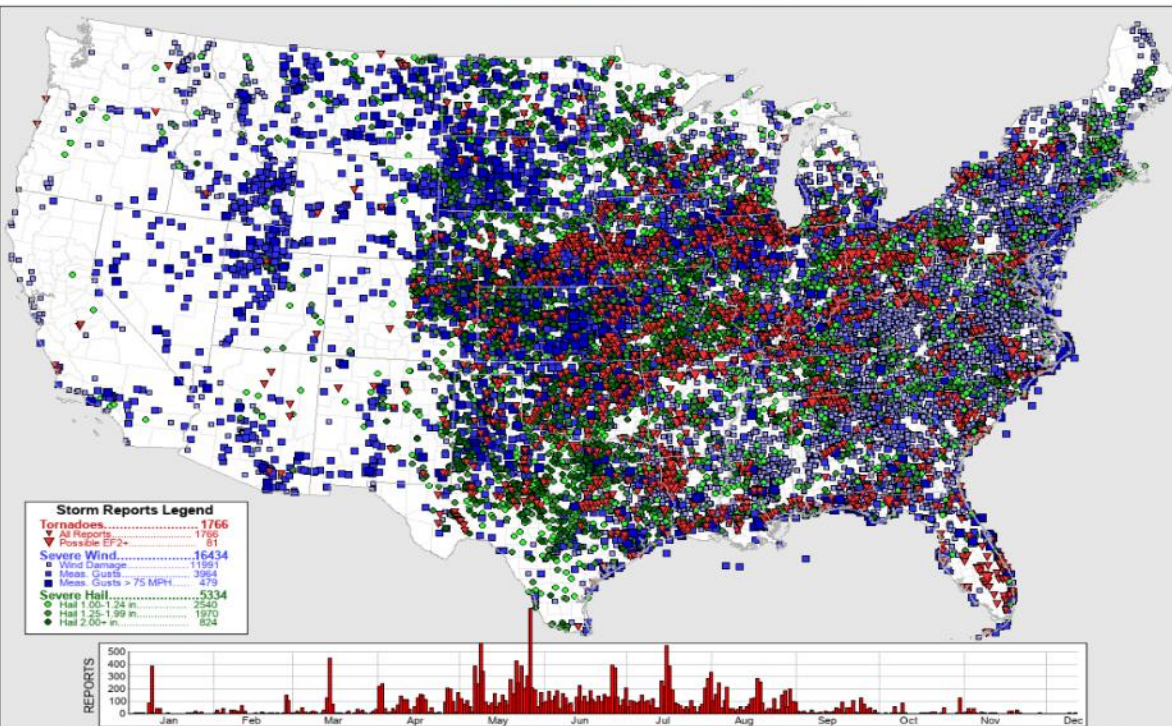 Storm Reports Legend
Tornadoes........................ 1766
All Reports.................... 1766
Possible EF2+............... 81
Severe Wind....................16434
Wind Damage...................11991
Meas. Gusts.................... 3964
Meas. Gusts > 75 MPH..... 479
Severe Hail.......................5334
Hail 1.00-1.24 in................ 2540
Hail 1.25-1.99 in................ 1970
Hail 2.00+ in..................... 824
REPORTS
500
400
300
200
100
0
Jan Feb Mar Apr May Jun Jul Aug Sep Oct Nov Dec